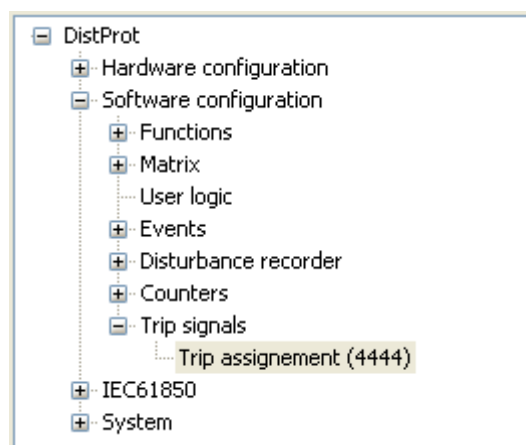 DistProt
Hardware configuration
Software configuration
Functions
Matrix
User logic
Events
Disturbance recorder
Counters
Trip signals
Trip assignement (4444)
IEC61850
System